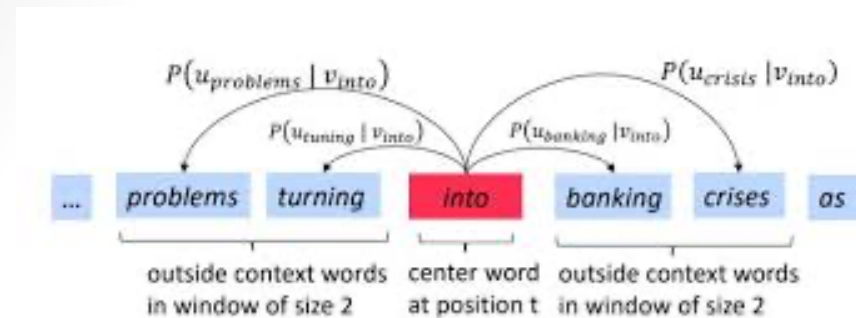 P(u_problems | v_into) P(u_crisis | v_into)
P(u_tuning | v_into) P(u_banking | v_into)
... problems turning into banking crises as
outside context words center word outside context words
in window of size 2 at position t in window of size 2